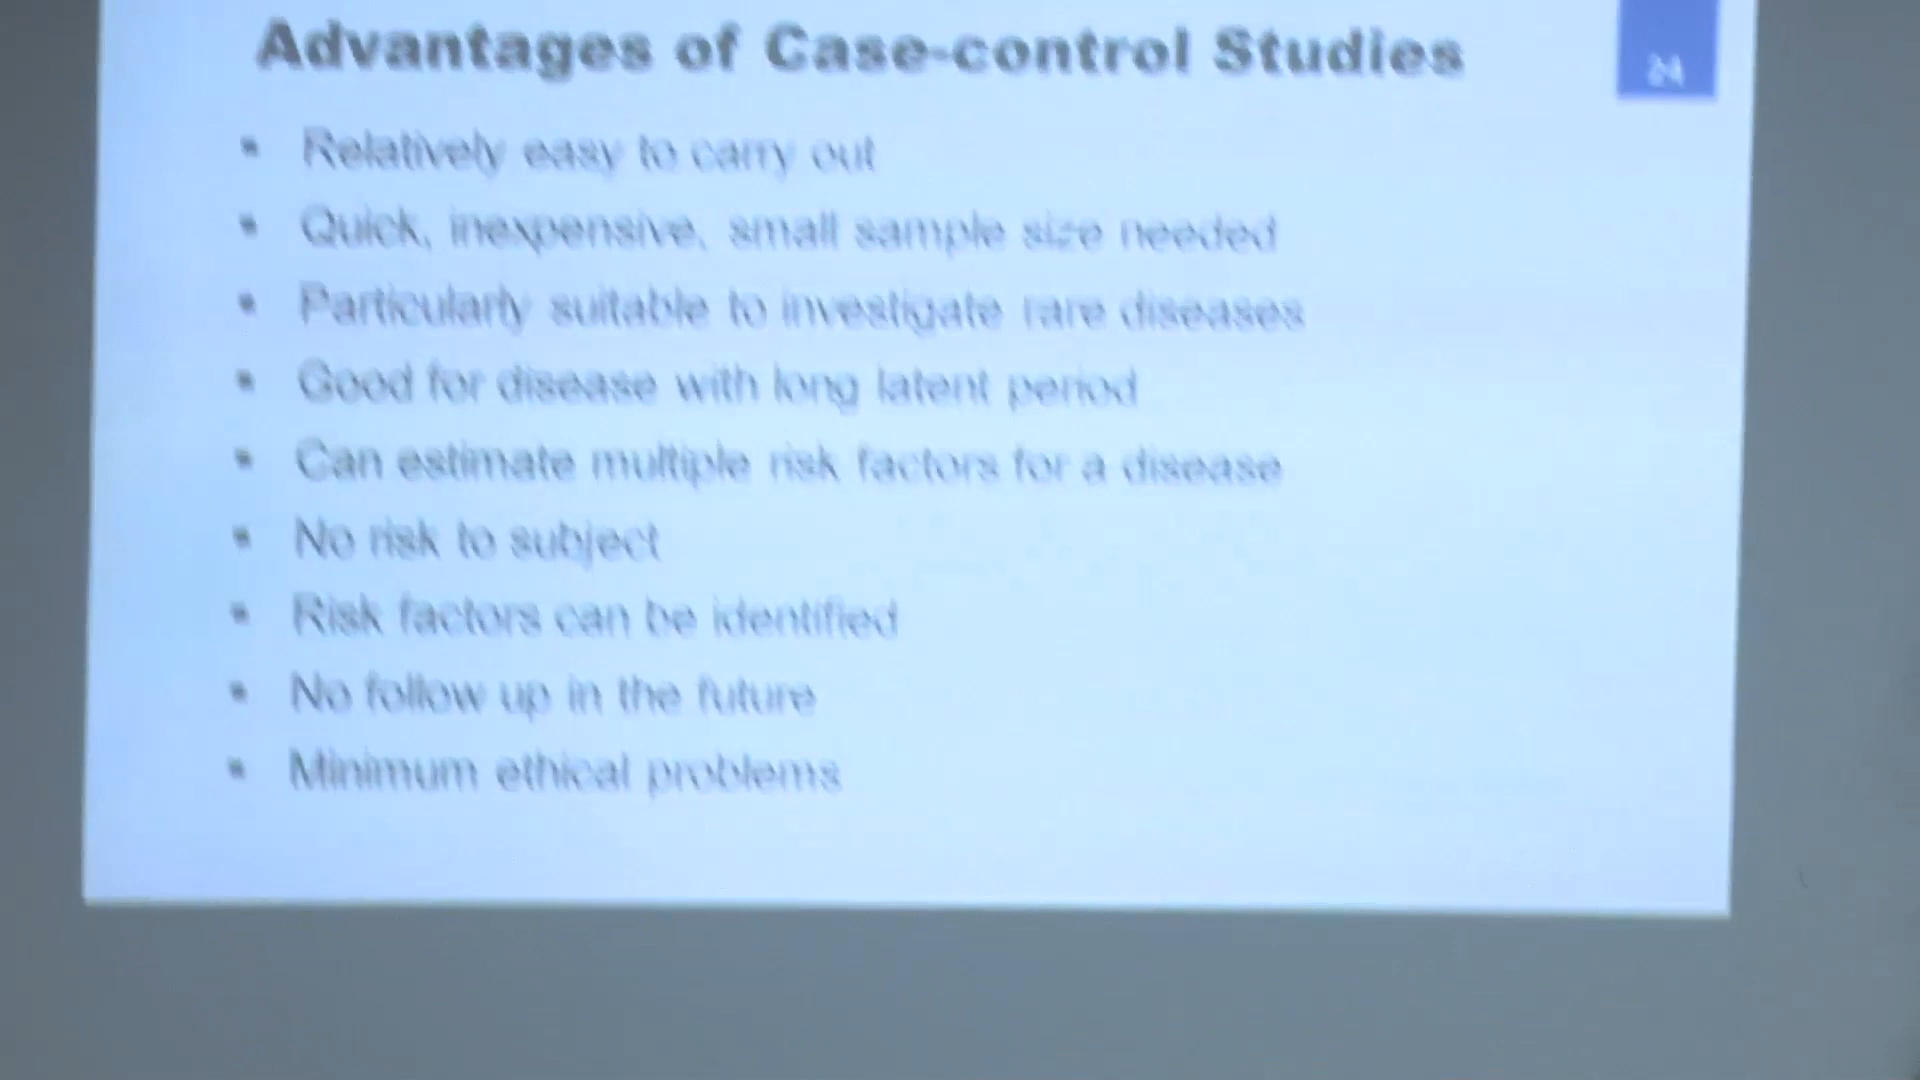 Advantages of Case-control Studies
24
• Relatively easy to carry out
• Quick, inexpensive, small sample size needed
• Particularly suitable to investigate rare diseases
• Good for disease with long latent period
• Can estimate multiple risk factors for a disease
• No risk to subject
• Risk factors can be identified
• No follow up in the future
• Minimum ethical problems